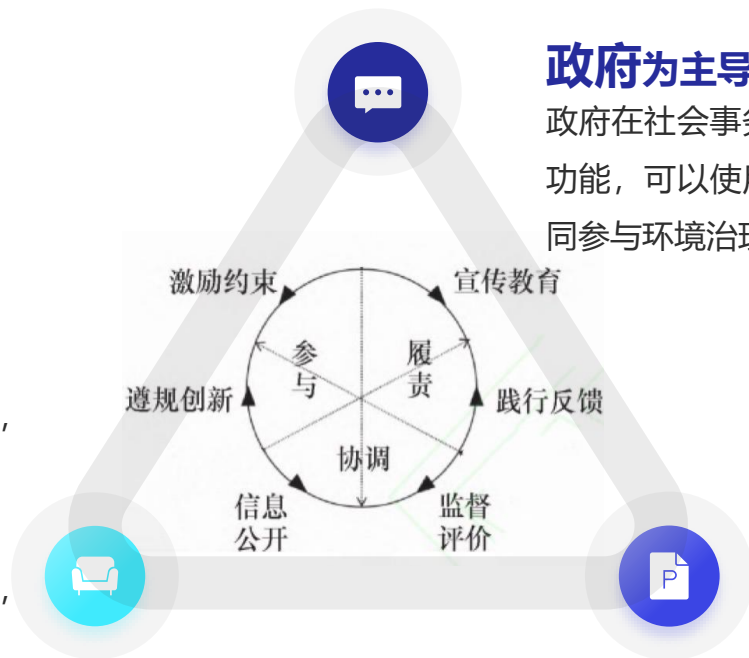 政府为主导
政府在社会事务
功能，可以使
同参与环境治理
激励约束
宣传教育
参与
履责
遵规创新
践行反馈
，
协调
信息
公开
监督
评价
，
P